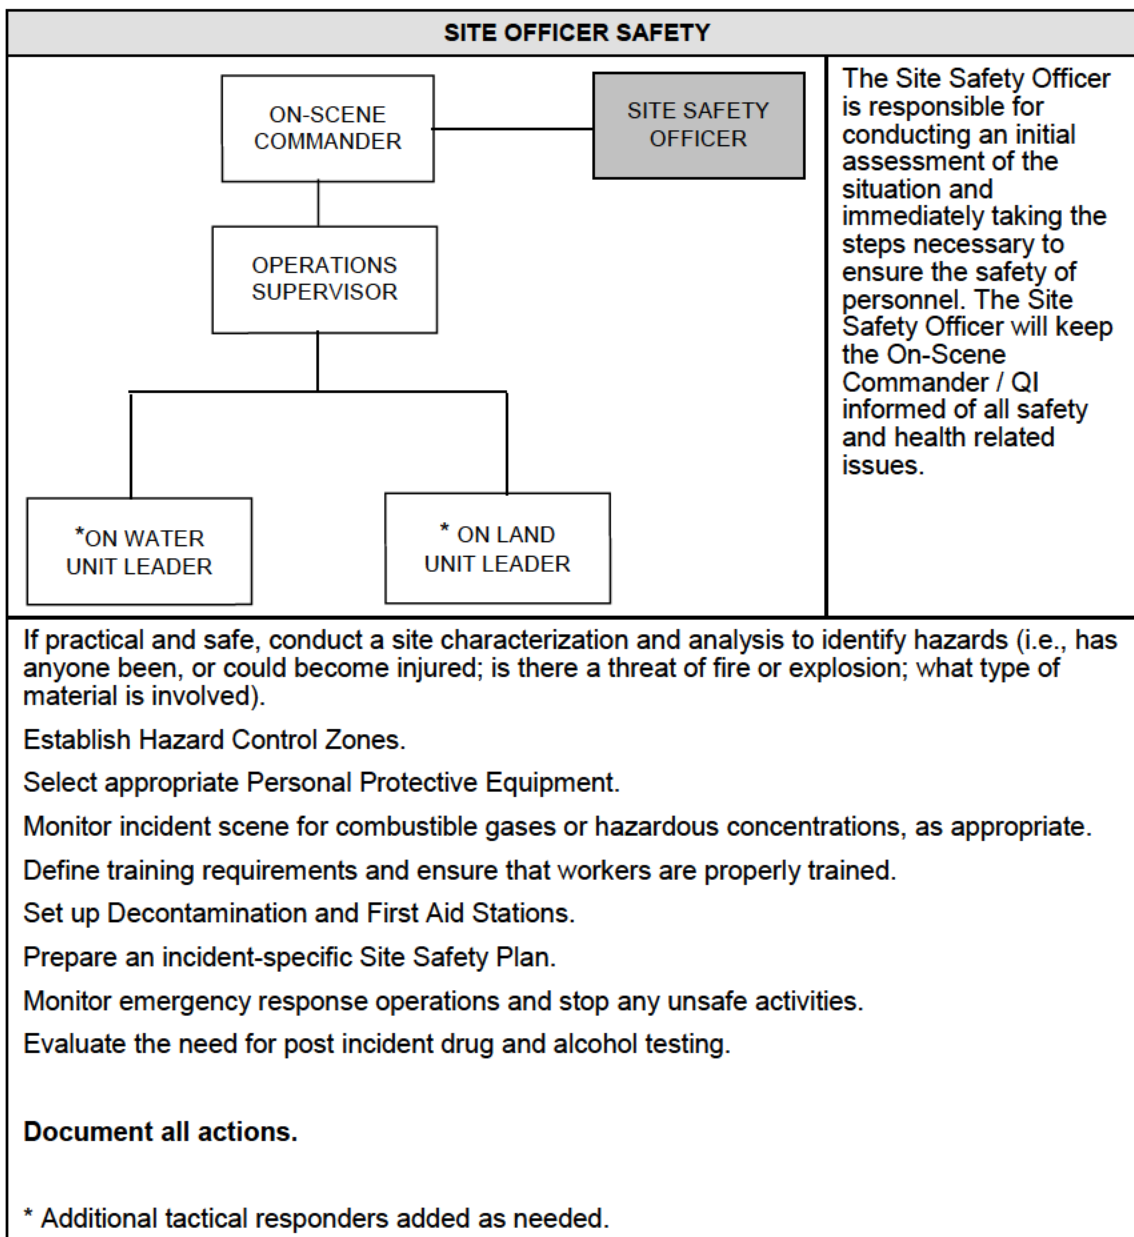 SITE OFFICER SAFETY
ON-SCENE
COMMANDER
SITE SAFETY
OFFICER
OPERATIONS
SUPERVISOR
*ON WATER
UNIT LEADER
* ON LAND
UNIT LEADER
The Site Safety Officer
is responsible for
conducting an initial
assessment of the
situation and
immediately taking the
steps necessary to
ensure the safety of
personnel. The Site
Safety Officer will keep
the On-Scene
Commander / QI
informed of all safety
and health related
issues.
If practical and safe, conduct a site characterization and analysis to identify hazards (i.e., has
anyone been, or could become injured; is there a threat of fire or explosion; what type of
material is involved).
Establish Hazard Control Zones.
Select appropriate Personal Protective Equipment.
Monitor incident scene for combustible gases or hazardous concentrations, as appropriate.
Define training requirements and ensure that workers are properly trained.
Set up Decontamination and First Aid Stations.
Prepare an incident-specific Site Safety Plan.
Monitor emergency response operations and stop any unsafe activities.
Evaluate the need for post incident drug and alcohol testing.
Document all actions.
* Additional tactical responders added as needed.